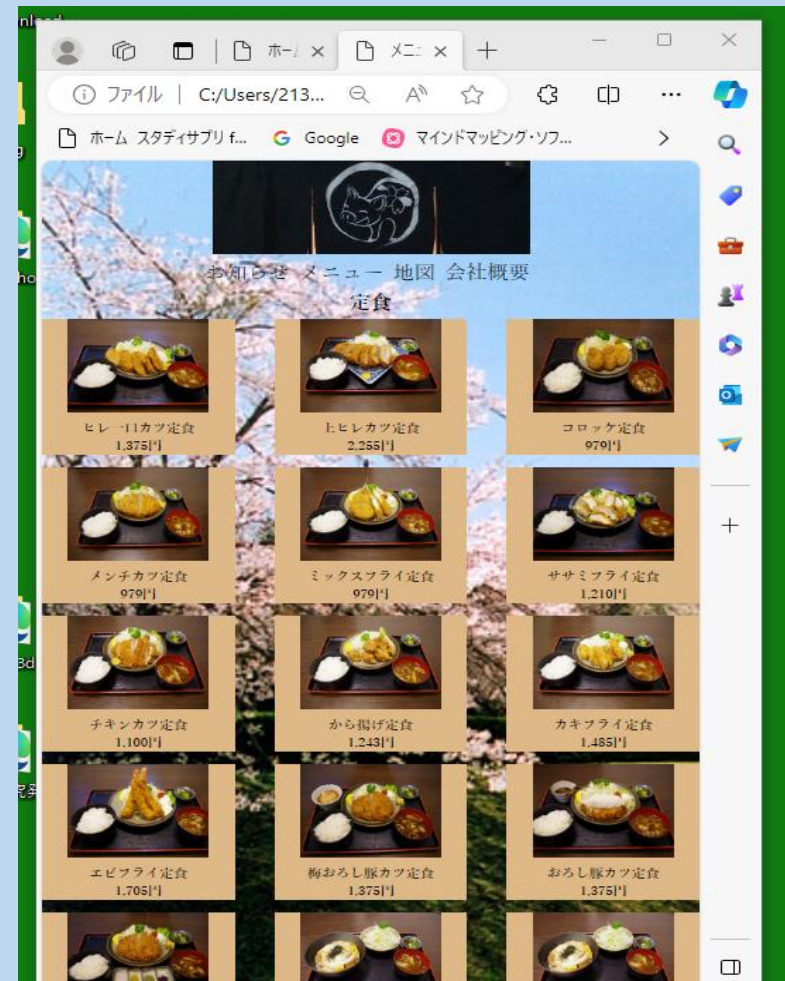 ホーム
メニュ
ファイル | C:/Users/213...
ホーム スタディサプリ f... Google マインドマッピング・ソフ...
お知らせ メニュー 地図 会社概要
定食
ヒレ一口カツ定食 上ヒレカツ定食 コロッケ定食
1,375円 2,255円 979円
メンチカツ定食 ミックスフライ定食 ササミフライ定食
979円 979円 1,210円
チキンカツ定食 から揚げ定食 カキフライ定食
1,100円 1,243円 1,485円
エビフライ定食 梅おろし豚カツ定食 おろし豚カツ定食
1,705円 1,375円 1,375円